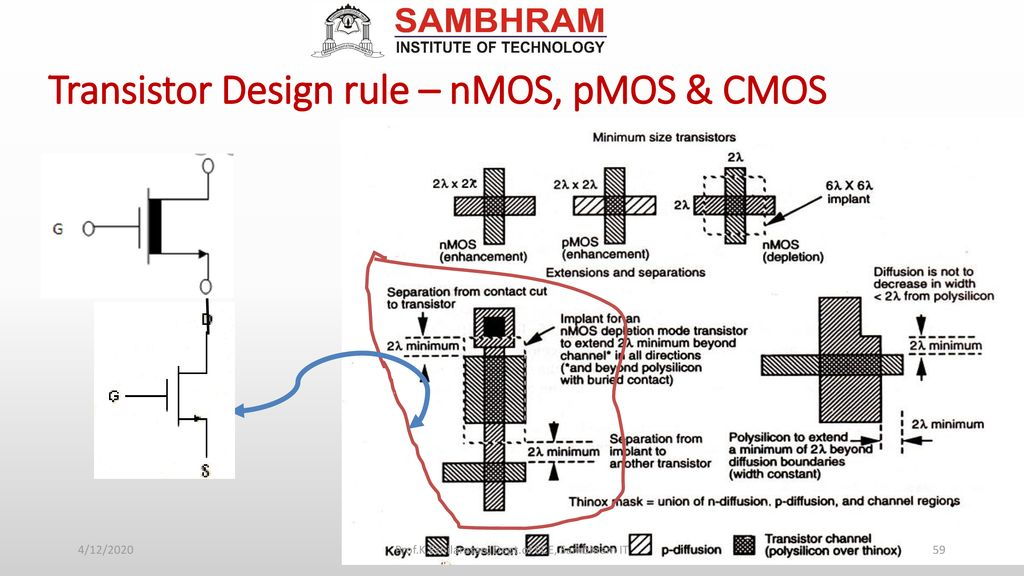 SAMBHRAM
INSTITUTE OF TECHNOLOGY
Transistor Design rule – nMOS, pMOS & CMOS
G
D
G
S
Minimum size transistors
2λ
2λ x 2λ
2λ x 2λ
2λ
6λ X 6λ
implant
nMOS
(enhancement)
pMOS
(enhancement)
nMOS
(depletion)
Extensions and separations
Separation from contact cut
to transistor
2λ minimum
Implant for an
nMOS depletion mode transistor
to extend 2λ minimum beyond
channel* in all directions
(*and beyond polysilicon
with buried contact)
2λ minimum
Separation from
implant to
another transistor
Diffusion is not to
decrease in width
< 2λ from polysilicon
2λ minimum
2λ minimum
Polysilicon to extend
a minimum of 2λ beyond
diffusion boundaries
(width constant)
Thinox mask = union of n-diffusion, p-diffusion, and channel regions.
Key:
Polysilicon
n-diffusion
p-diffusion
Transistor channel
(polysilicon over thinox)
4/12/2020
59